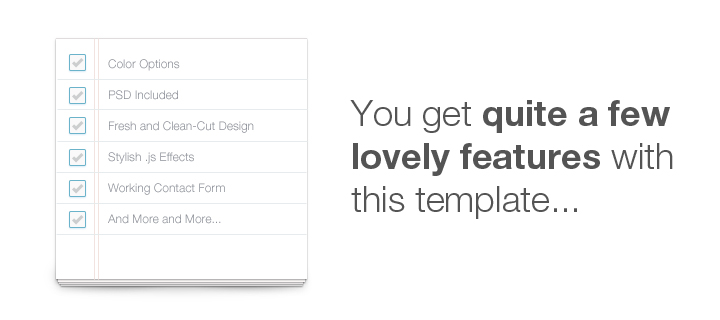 Color Options
PSD Included
Fresh and Clean-Cut Design
Stylish .js Effects
Working Contact Form
And More and More...
You get quite a few
lovely features with
this template...